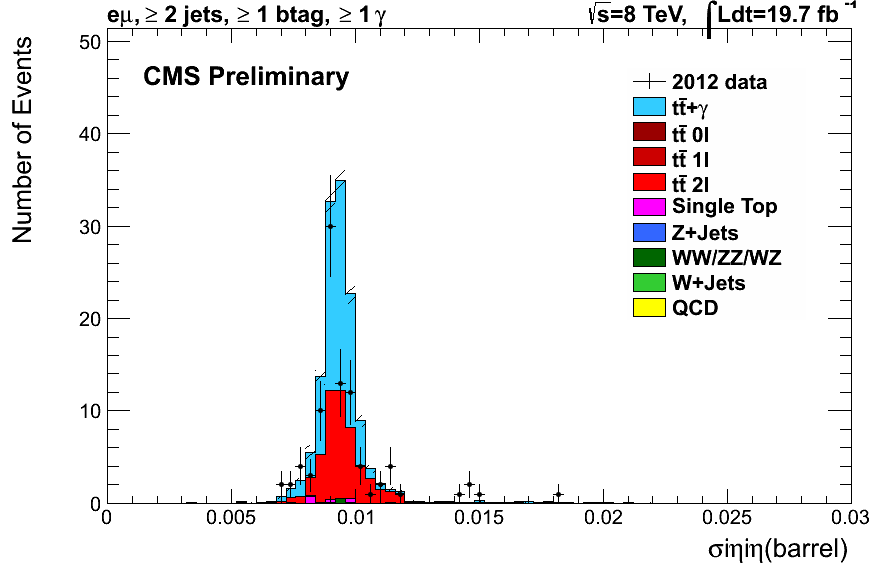 eμ, ≥ 2 jets, ≥ 1 btag, ≥ 1 γ
√s=8 TeV, ∫Ldt=19.7 fb⁻¹
CMS Preliminary
Number of Events
50
40
30
20
10
0
2012 data
tt̄+γ
tt̄ 0l
tt̄ 1l
tt̄ 2l
Single Top
Z+Jets
WW/ZZ/WZ
W+Jets
QCD
0 0.005 0.01 0.015 0.02 0.025 0.03
σiηiη(barrel)